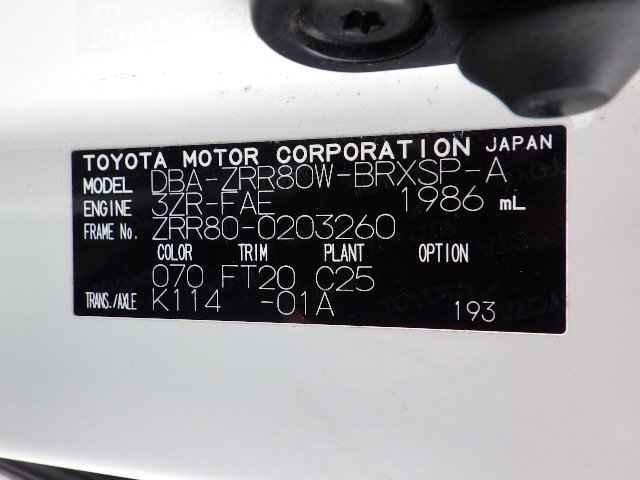 TOYOTA MOTOR CORPORATION JAPAN
MODEL DBA-ZRR80W-BRXSP-A
ENGINE 3ZR-FAE 1986 mL
FRAME No. ZRR80-0203260
COLOR TRIM PLANT OPTION
070 FT20 C25
TRANS./AXLE K114 -01A 193